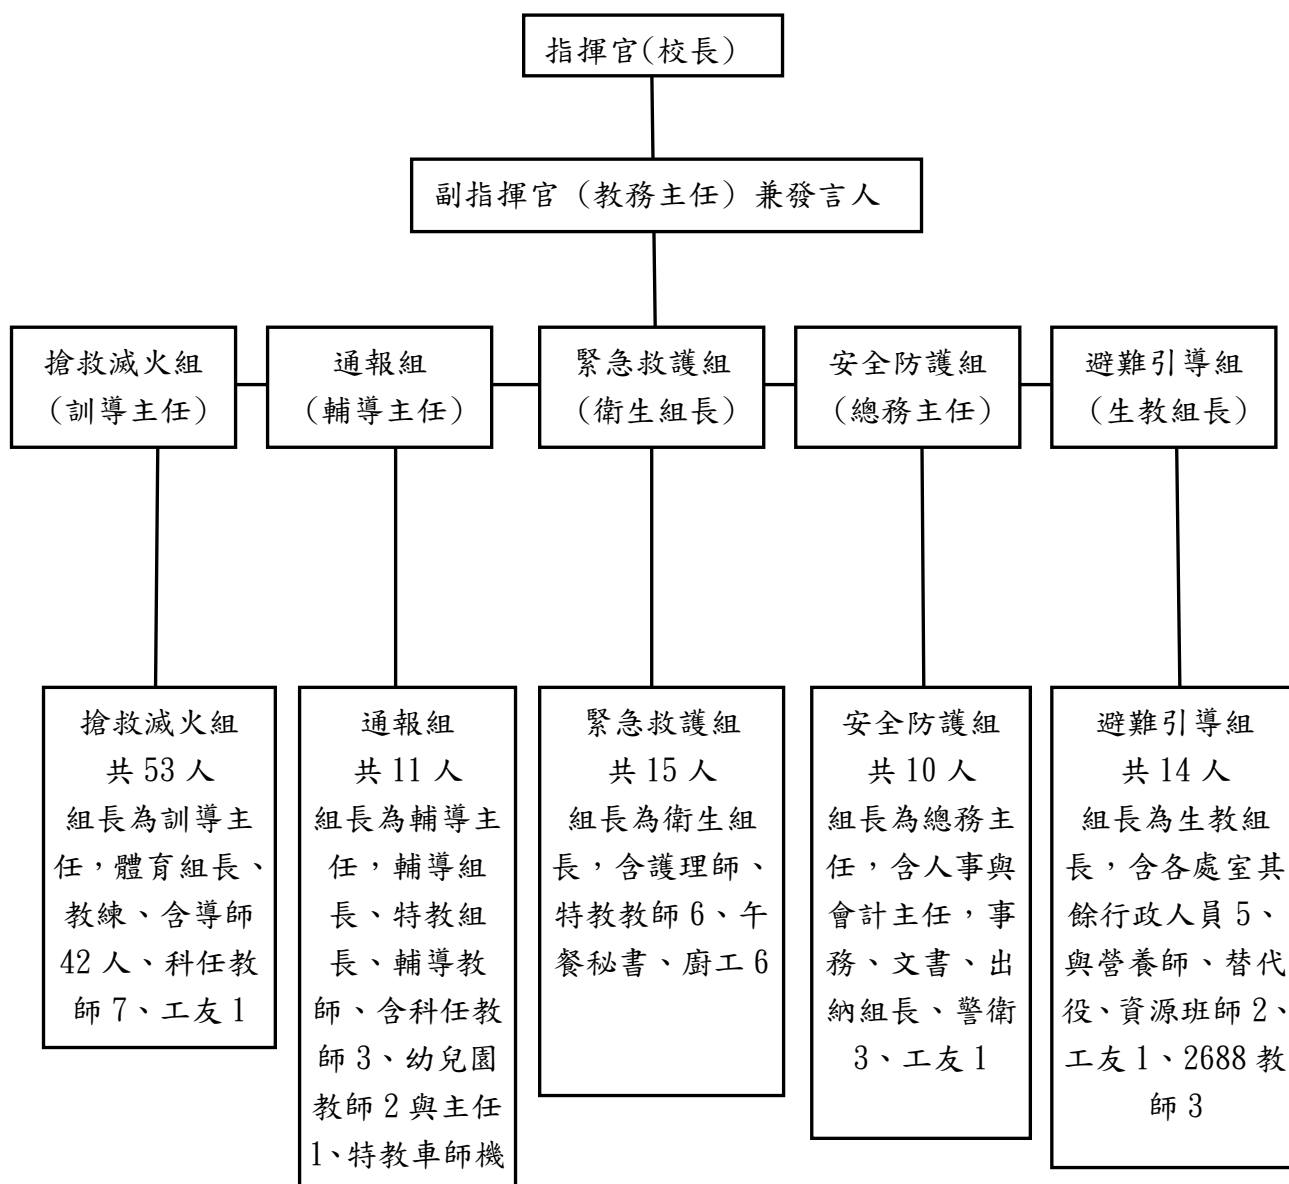 指揮官(校長)
副指揮官（教務主任）兼發言人
搶救滅火組
（訓導主任）
通報組
（輔導主任）
緊急救護組
（衛生組長）
安全防護組
（總務主任）
避難引導組
（生教組長）
搶救滅火組
共 53 人
組長為訓導主
任，體育組長、
教練、含導師
42 人、科任教
師 7、工友 1
通報組
共 11 人
組長為輔導主
任，輔導組
長、特教組
長、輔導教
師、含科任教
師 3、幼兒園
教師 2 與主任
1、特教車師機
緊急救護組
共 15 人
組長為衛生組
長，含護理師、
特教教師 6、午
餐秘書、廚工 6
安全防護組
共 10 人
組長為總務主
任，含人事與
會計主任，事
務、文書、出
納組長、警衛
3、工友 1
避難引導組
共 14 人
組長為生教組
長，含各處室其
餘行政人員 5、
與營養師、替代
役、資源班師 2、
工友 1、2688 教
師 3